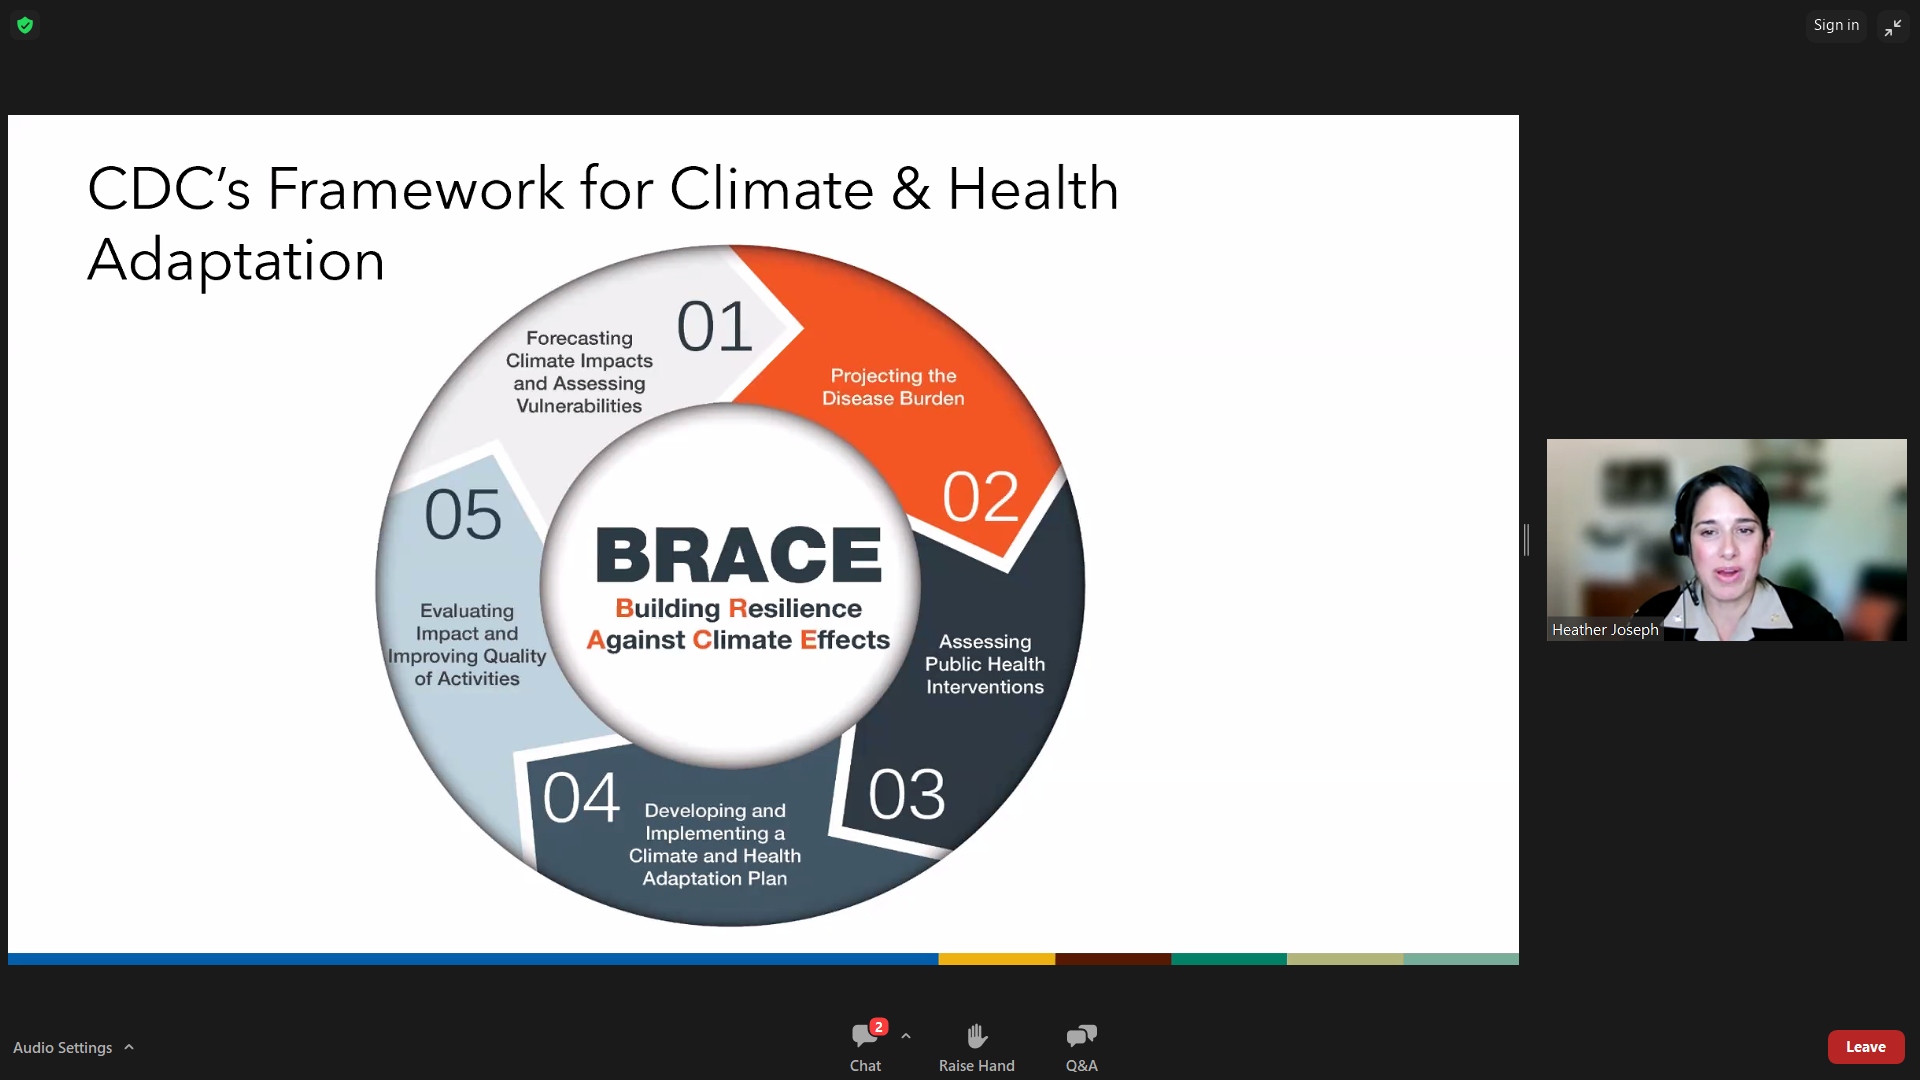 Sign in
CDC's Framework for Climate & Health
Adaptation
01
Forecasting
Climate Impacts
and Assessing
Vulnerabilities
Projecting the
Disease Burden
02
Assessing
Public Health
Interventions
03
04
Developing and
Implementing a
Climate and Health
Adaptation Plan
05
Evaluating
Impact and
Improving Quality
of Activities
BRACE
Building Resilience
Against Climate Effects
Heather Joseph
Audio Settings
2
Chat
Raise Hand
Q&A
Leave